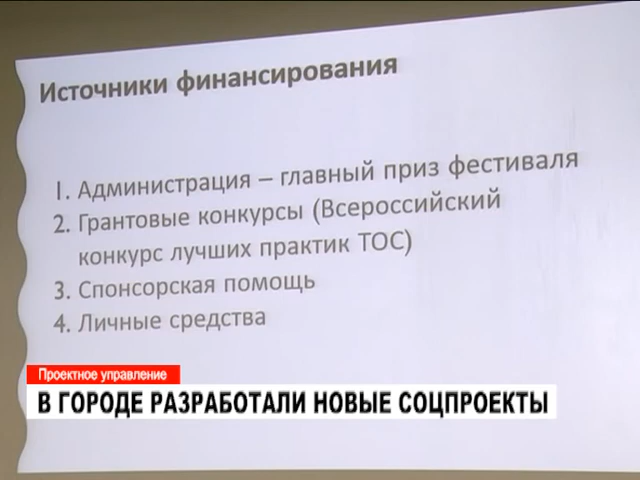 Источники финансирования
1. Администрация – главный приз фестиваля
2. Грантовые конкурсы (Всероссийский
конкурс лучших практик ТОС)
3. Спонсорская помощь
4. Личные средства
Проектное управление
В ГОРОДЕ РАЗРАБОТАЛИ НОВЫЕ СОЦПРОЕКТЫ